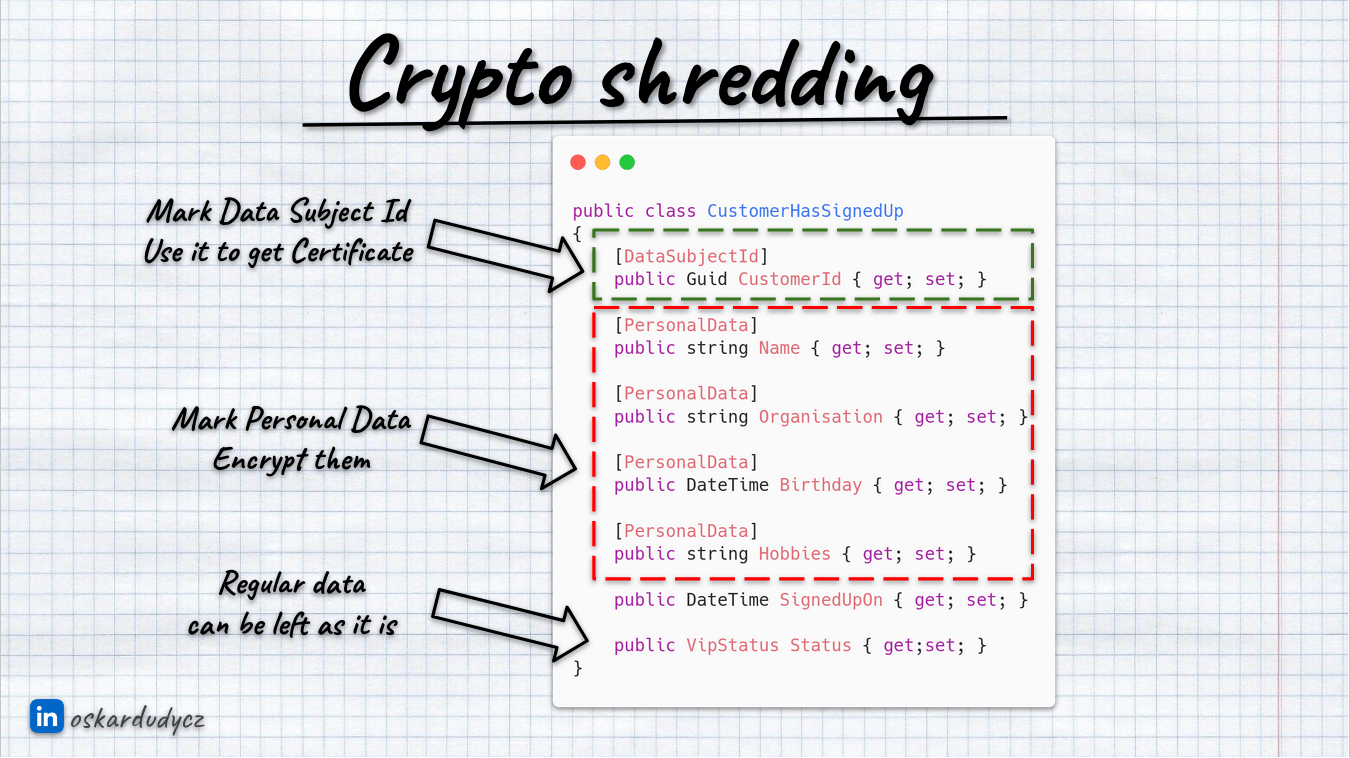 Crypto shredding
Mark Data Subject Id
Use it to get Certificate
Mark Personal Data
Encrypt them
Regular data
can be left as it is
public class CustomerHasSignedUp
{
[DataSubjectId]
public Guid CustomerId { get; set; }
[PersonalData]
public string Name { get; set; }
[PersonalData]
public string Organisation { get; set; }
[PersonalData]
public DateTime Birthday { get; set; }
[PersonalData]
public string Hobbies { get; set; }
public DateTime SignedUpOn { get; set; }
public VipStatus Status { get;set; }
}
in oskardudycz